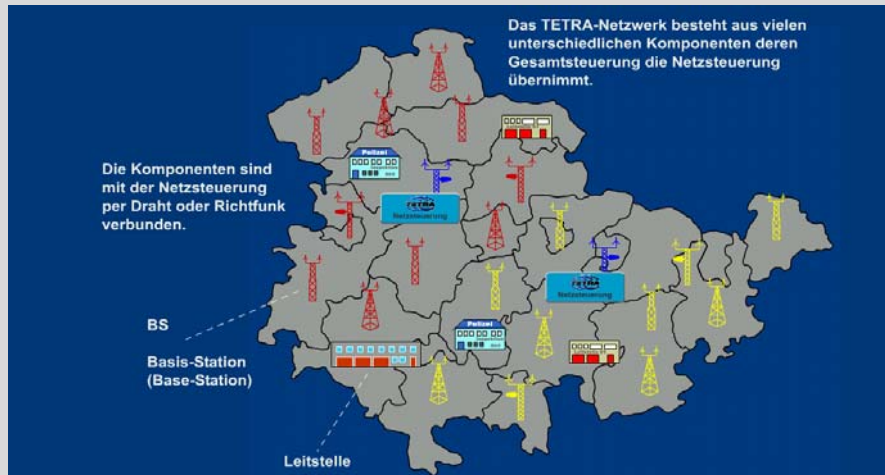 Das TETRA-Netzwerk besteht aus vielen
unterschiedlichen Komponenten deren
Gesamtsteuerung die Netzsteuerung
übernimmt.
Polizei
Die Komponenten sind
mit der Netzsteuerung
per Draht oder Richtfunk
verbunden.
TETRA
Netzsteuerung
TETRA
Netzsteuerung
BS
Polizei
Basis-Station
(Base-Station)
Leitstelle